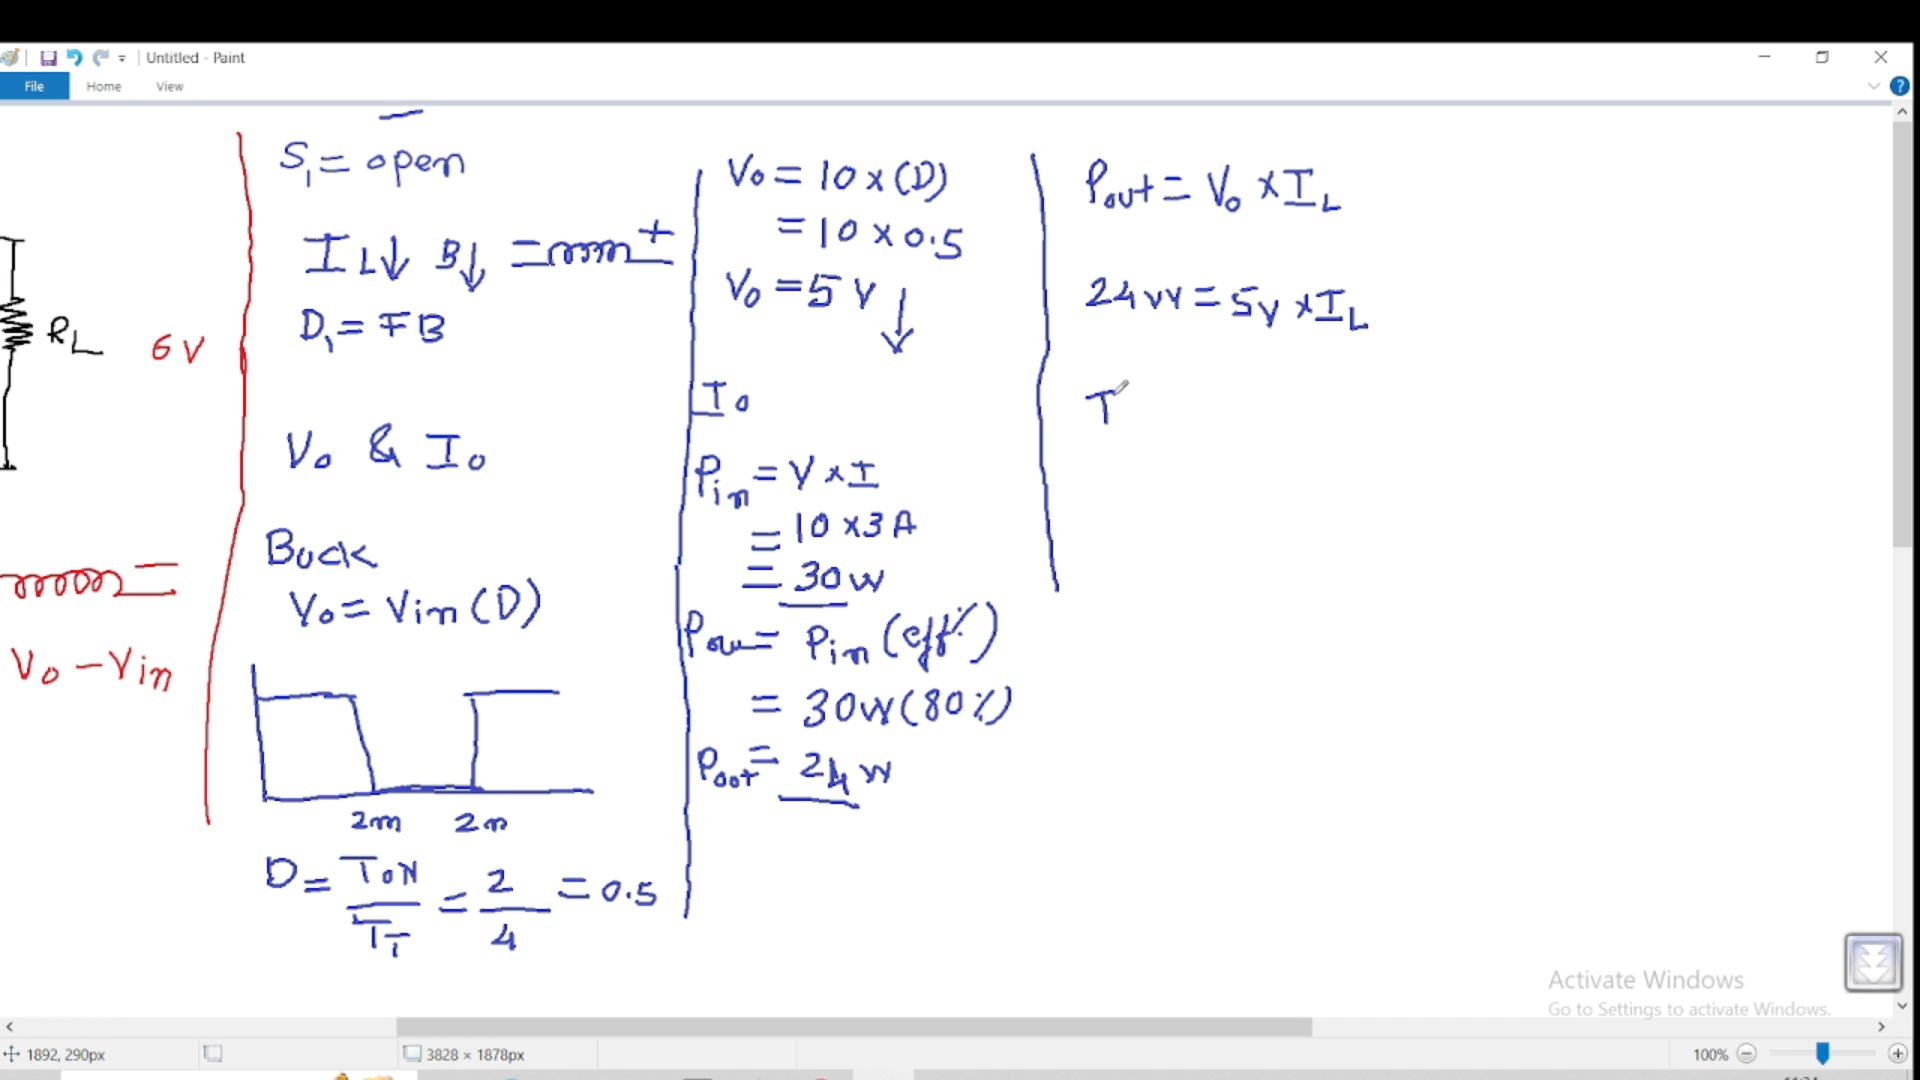 Untitled - Paint
File Home View
RL
6V
Vo - Vin
S1 = open
IL↓ B↓ = +
D1 = FB
Vo & Io
Buck
Vo = Vin (D)
2m 2m
D = TON / TT = 2 / 4 = 0.5
Vo = 10 x (D)
= 10 x 0.5
Vo = 5 V ↓
Io
Pin = V x I
= 10 x 3 A
= 30 W
Pou = Pin (eff%)
= 30W (80%)
Pout = 24 W
Pout = Vo x IL
24 W = 5V x IL
I
Activate Windows
Go to Settings to activate Windows.
1892, 290px
3828 × 1878px
100%